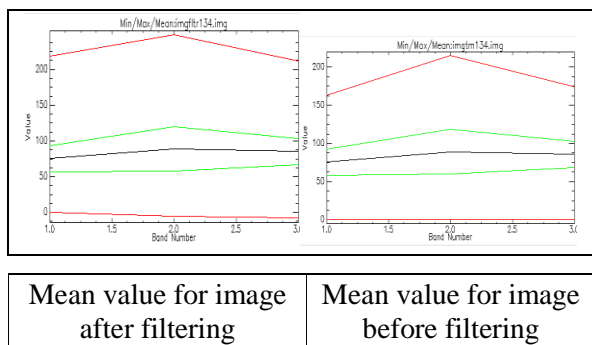 Min/Max/Mean:imgfltr134.img
Value
200
150
100
50
0
1.0 1.5 2.0 2.5 3.0
Band Number
Min/Max/Mean:imgtm134.img
Value
200
150
100
50
0
1.0 1.5 2.0 2.5 3.0
Band Number
Mean value for image
after filtering
Mean value for image
before filtering